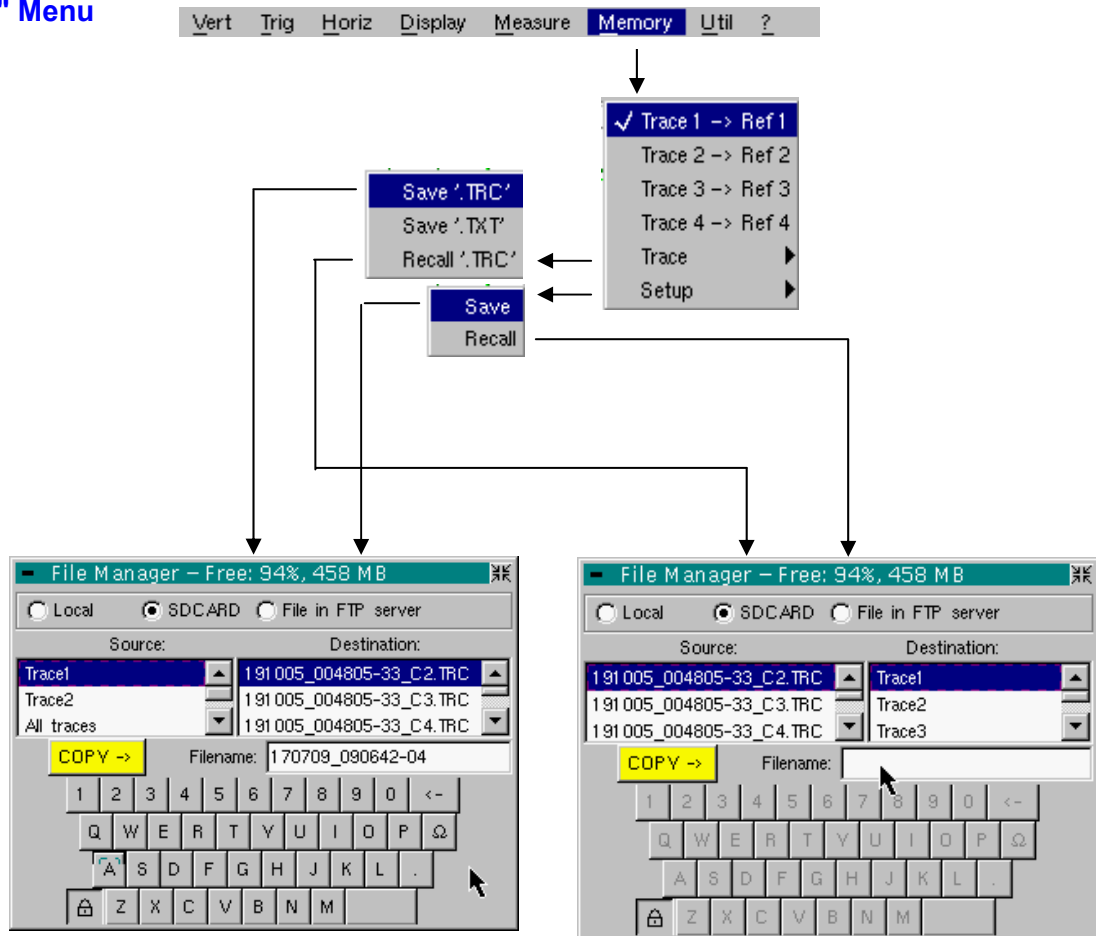 " Menu
Vert Trig Horiz Display Measure Memory Util ?
✓ Trace 1 -> Ref 1
Trace 2 -> Ref 2
Trace 3 -> Ref 3
Trace 4 -> Ref 4
Trace
Setup
Save '.TRC'
Save '.TXT'
Recall '.TRC'
Save
Recall
File Manager – Free: 94%, 458 MB
Local SDCARD File in FTP server
Source: Destination:
Trace1 191005_004805-33_C2.TRC
Trace2 191005_004805-33_C3.TRC
All traces 191005_004805-33_C4.TRC
COPY -> Filename: 170709_090642-04
1 2 3 4 5 6 7 8 9 0 <-
Q W E R T Y U I O P Ω
A S D F G H J K L .
Z X C V B N M
File Manager – Free: 94%, 458 MB
Local SDCARD File in FTP server
Source: Destination:
191005_004805-33_C2.TRC Trace1
191005_004805-33_C3.TRC Trace2
191005_004805-33_C4.TRC Trace3
COPY -> Filename:
1 2 3 4 5 6 7 8 9 0 <-
Q W E R T Y U I O P Ω
A S D F G H J K L .
Z X C V B N M